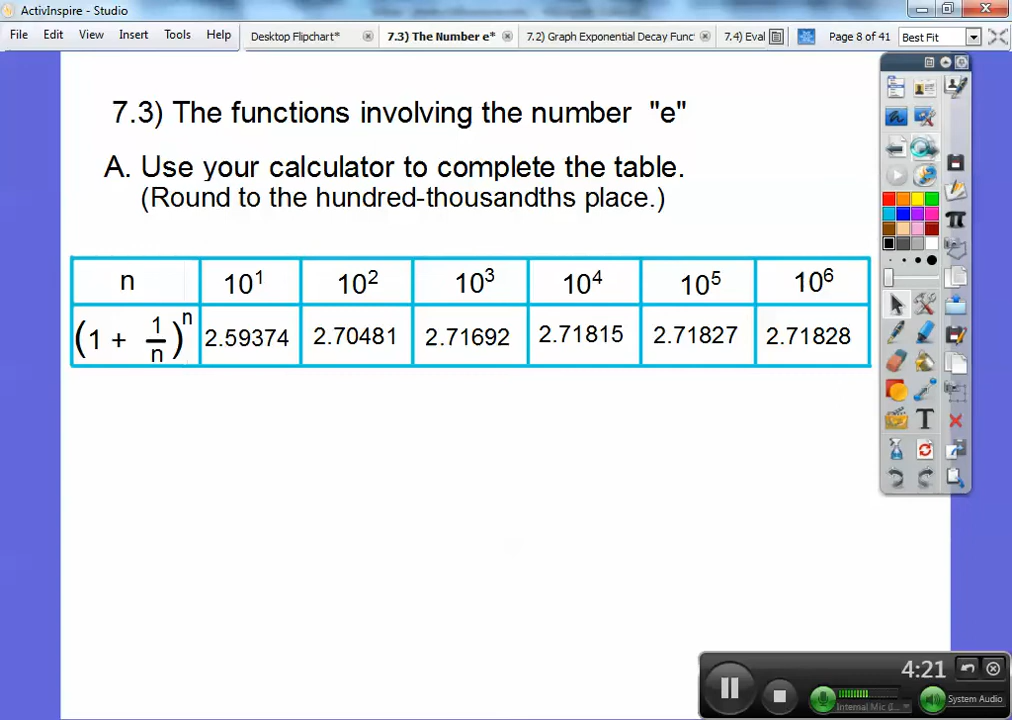 ActivInspire - Studio
File Edit View Insert Tools Help Desktop Flipchart* 7.3) The Number e* 7.2) Graph Exponential Decay Func 7.4) Eval Page 8 of 41 Best Fit
7.3) The functions involving the number "e"
A. Use your calculator to complete the table.
(Round to the hundred-thousandths place.)
n 10¹ 10² 10³ 10⁴ 10⁵ 10⁶
(1 + 1/n)ⁿ 2.59374 2.70481 2.71692 2.71815 2.71827 2.71828
4:21
Internal Mic (I... System Audio